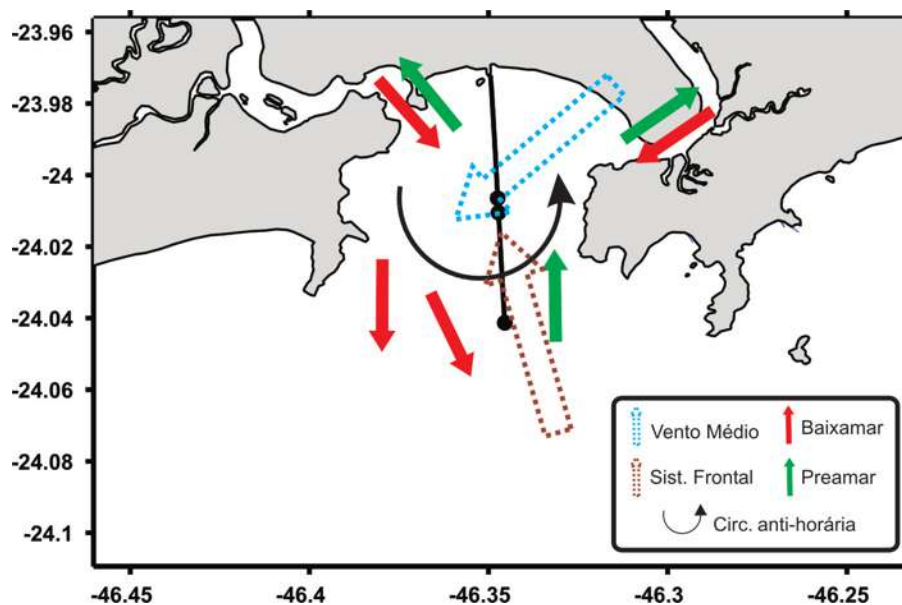 -23.96
-23.98
-24
-24.02
-24.04
-24.06
-24.08
-24.1
-46.45
-46.4
-46.35
-46.3
-46.25
Vento Médio
Baixamar
Sist. Frontal
Preamar
Circ. anti-horária